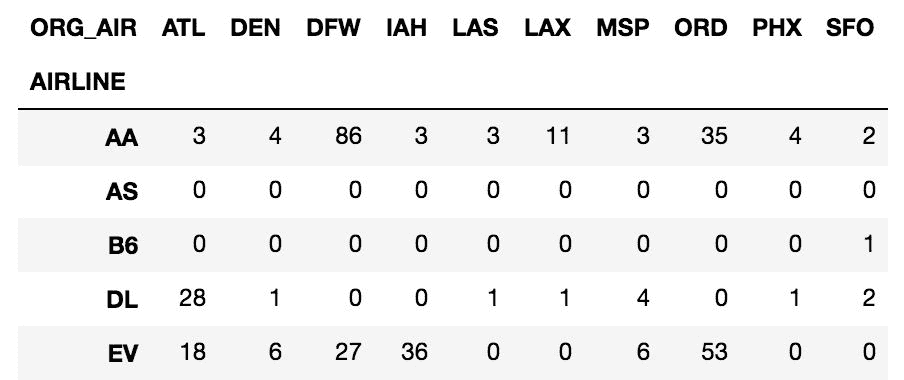 ORG_AIR ATL DEN DFW IAH LAS LAX MSP ORD PHX SFO
AIRLINE
AA 3 4 86 3 3 11 3 35 4 2
AS 0 0 0 0 0 0 0 0 0 0
B6 0 0 0 0 0 0 0 0 0 1
DL 28 1 0 0 1 1 4 0 1 2
EV 18 6 27 36 0 0 6 53 0 0